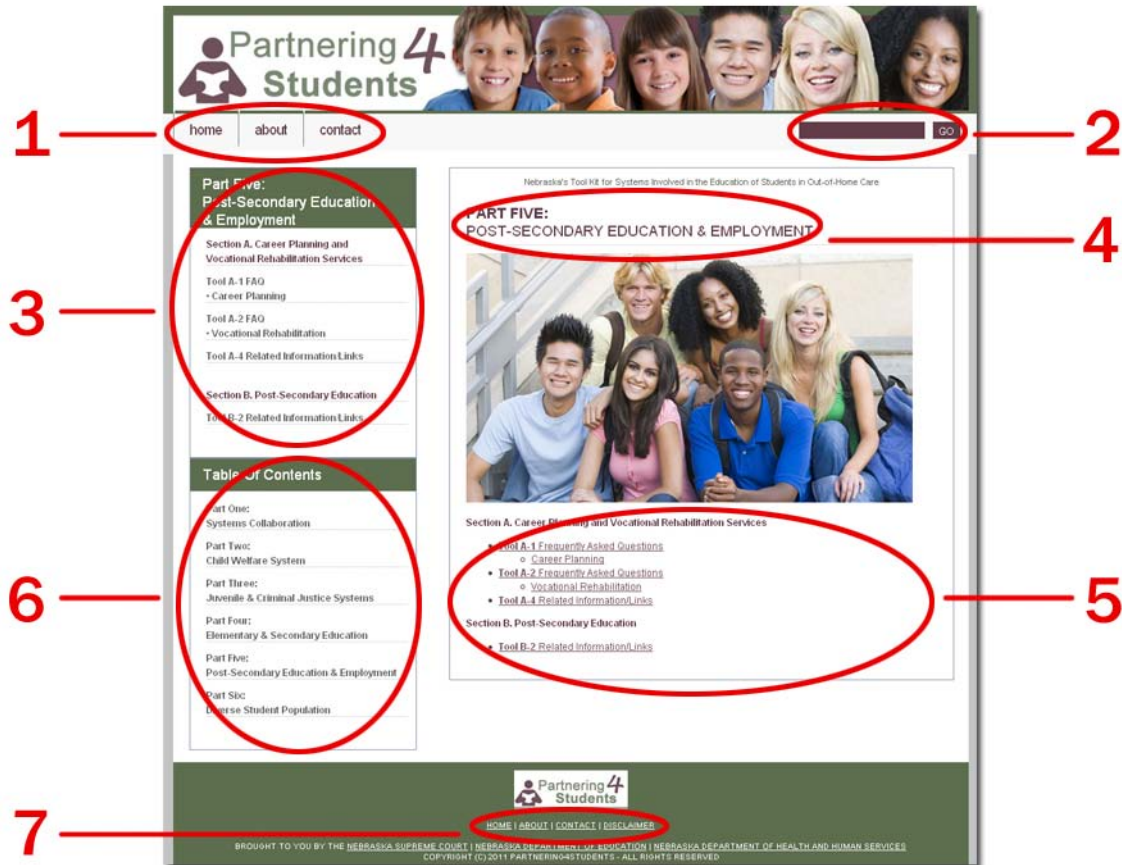 Partnering 4
Students
home about contact
GO
1
2
Part Five:
Post-Secondary Education
& Employment
Section A. Career Planning and
Vocational Rehabilitation Services
Tool A-1 FAQ
• Career Planning
Tool A-2 FAQ
• Vocational Rehabilitation
Tool A-4 Related Information/Links
Section B. Post-Secondary Education
Tool B-2 Related Information/Links
3
Nebraska's Tool Kit for Systems Involved in the Education of Students in Out-of-Home Care
PART FIVE:
POST-SECONDARY EDUCATION & EMPLOYMENT
4
Section A. Career Planning and Vocational Rehabilitation Services
• Tool A-1 Frequently Asked Questions
○ Career Planning
• Tool A-2 Frequently Asked Questions
○ Vocational Rehabilitation
• Tool A-4 Related Information/Links
Section B. Post-Secondary Education
• Tool B-2 Related Information/Links
5
Table Of Contents
Part One:
Systems Collaboration
Part Two:
Child Welfare System
Part Three:
Juvenile & Criminal Justice Systems
Part Four:
Elementary & Secondary Education
Part Five:
Post-Secondary Education & Employment
Part Six:
Diverse Student Population
6
Partnering 4
Students
HOME | ABOUT | CONTACT | DISCLAIMER
7
BROUGHT TO YOU BY THE NEBRASKA SUPREME COURT | NEBRASKA DEPARTMENT OF EDUCATION | NEBRASKA DEPARTMENT OF HEALTH AND HUMAN SERVICES
COPYRIGHT (C) 2011 PARTNERING4STUDENTS - ALL RIGHTS RESERVED